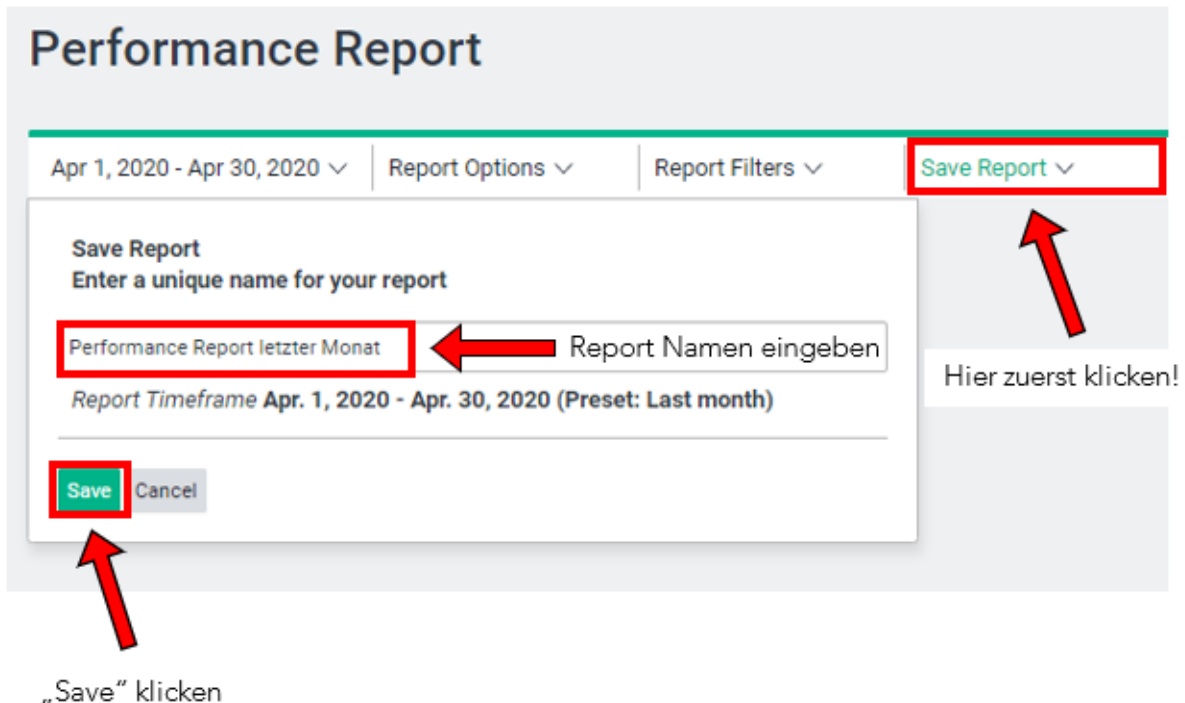 Performance Report
Apr 1, 2020 - Apr 30, 2020
Report Options
Report Filters
Save Report
Save Report
Enter a unique name for your report
Performance Report letzter Monat
Report Namen eingeben
Hier zuerst klicken!
Report Timeframe Apr. 1, 2020 - Apr. 30, 2020 (Preset: Last month)
Save Cancel
„Save“ klicken